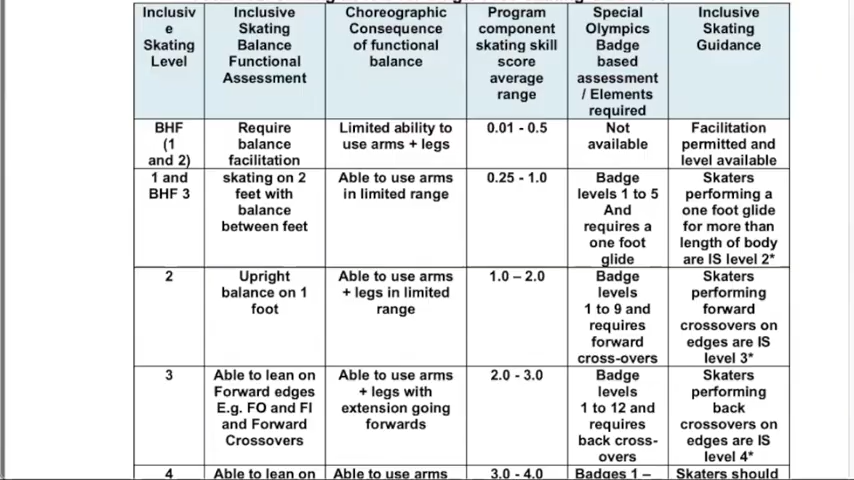 Inclusiv
e
Skating
Level
Inclusive
Skating
Balance
Functional
Assessment
Choreographic
Consequence
of functional
balance
Program
component
skating skill
score
average
range
Special
Olympics
Badge
based
assessment
/ Elements
required
Inclusive
Skating
Guidance
BHF
(1
and 2)
Require
balance
facilitation
Limited ability to
use arms + legs
0.01 - 0.5
Not
available
Facilitation
permitted and
level available
1 and
BHF 3
skating on 2
feet with
balance
between feet
Able to use arms
in limited range
0.25 - 1.0
Badge
levels 1 to 5
And
requires a
one foot
glide
Skaters
performing a
one foot glide
for more than
length of body
are IS level 2*
2
Upright
balance on 1
foot
Able to use arms
+ legs in limited
range
1.0 – 2.0
Badge
levels
1 to 9 and
requires
forward
cross-overs
Skaters
performing
forward
crossovers on
edges are IS
level 3*
3
Able to lean on
Forward edges
E.g. FO and FI
and Forward
Crossovers
Able to use arms
+ legs with
extension going
forwards
2.0 - 3.0
Badge
levels
1 to 12 and
requires
back cross-
overs
Skaters
performing
back
crossovers on
edges are IS
level 4*
4
Able to lean on
Able to use arms
3.0 - 4.0
Badges 1 –
Skaters should